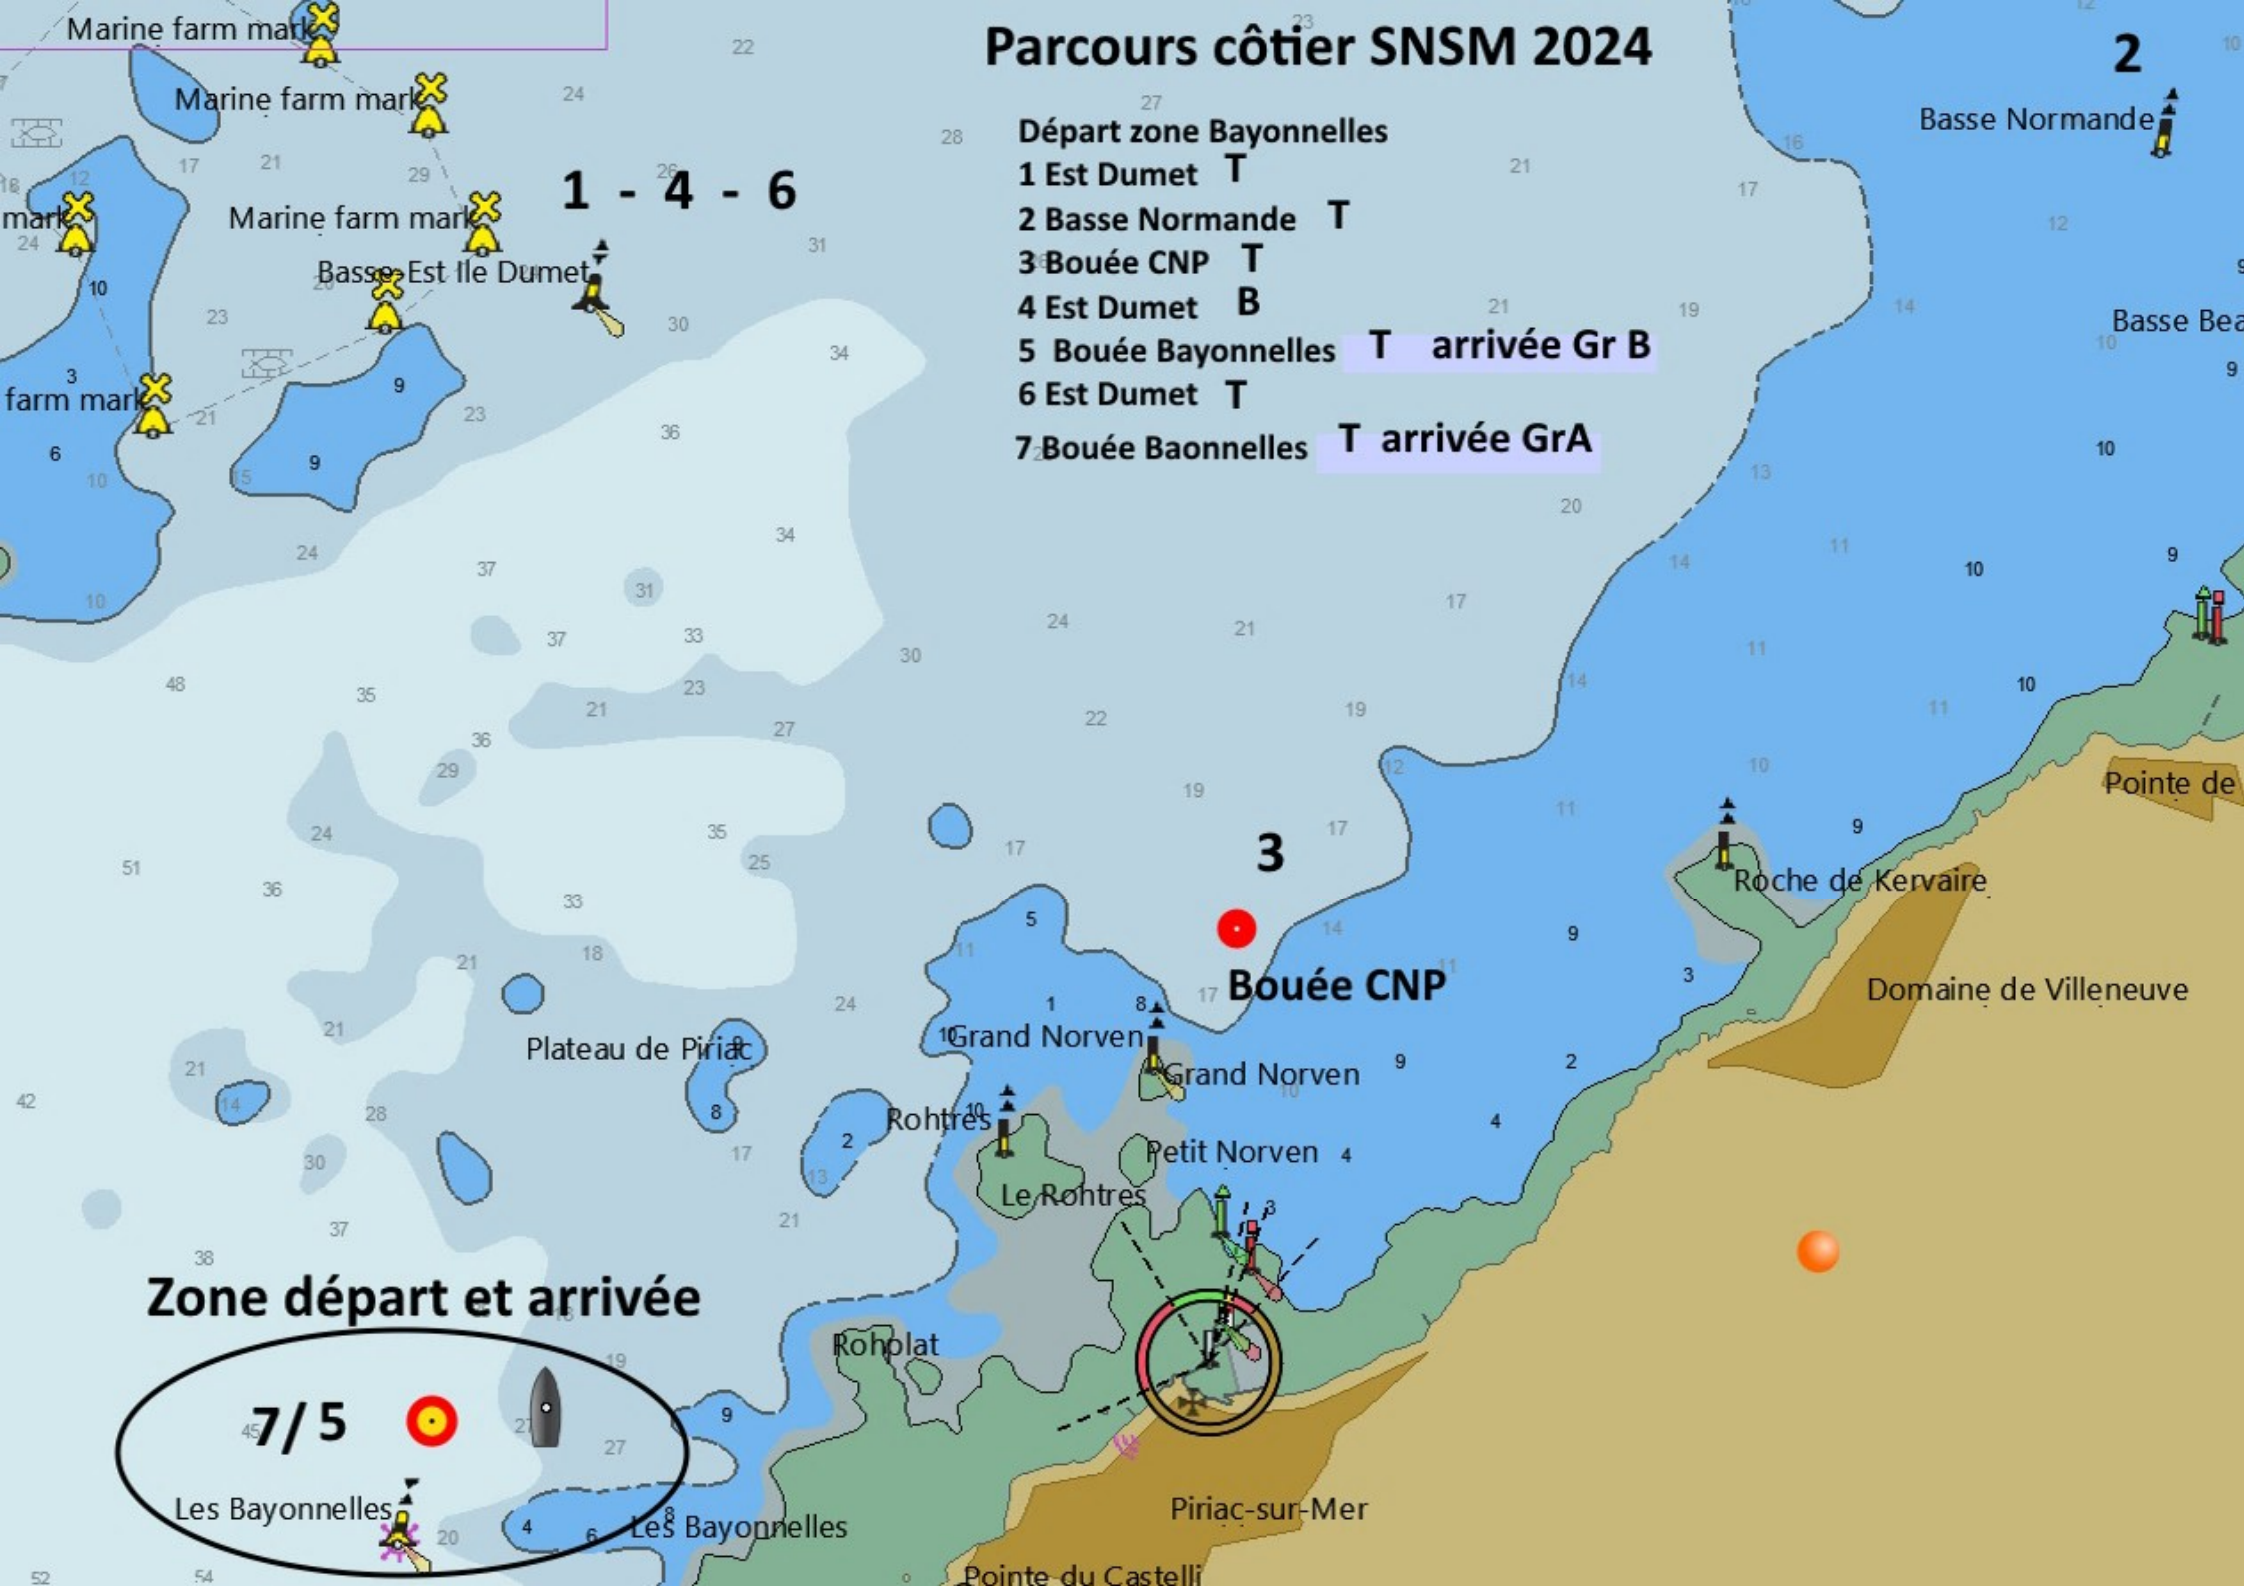 Parcours côtier SNSM 2024
Départ zone Bayonnelles
1 Est Dumet T
2 Basse Normande T
3 Bouée CNP T
4 Est Dumet B
5 Bouée Bayonnelles T arrivée Gr B
6 Est Dumet T
7 Bouée Baonnelles T arrivée GrA
Marine farm mark
Marine farm mark
Marine farm mark
mark
farm mark
1 - 4 - 6
Basse-Est Ile Dumet
2
Basse Normande
Basse Bea
Pointe de
Roche de Kervaire
Domaine de Villeneuve
3
Bouée CNP
Grand Norven
Grand Norven
Plateau de Piriac
Rohtres
Petit Norven
Le Rohtres
Zone départ et arrivée
Rohplat
7/5
Les Bayonnelles
Les Bayonnelles
Piriac-sur-Mer
Pointe du Castelli